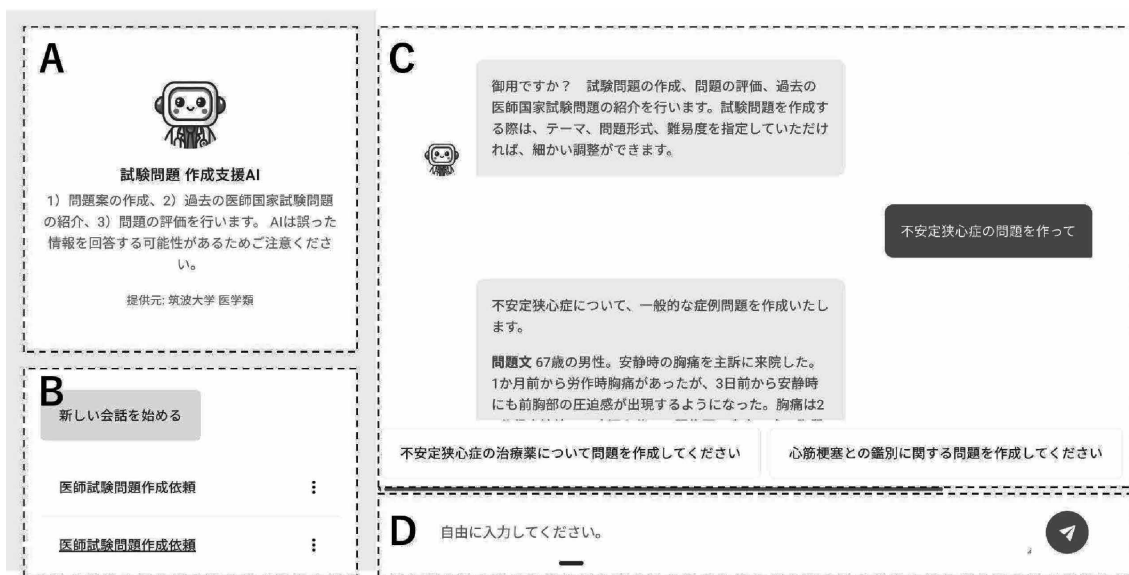 A
試験問題 作成支援AI
1）問題案の作成、2）過去の医師国家試験問題
の紹介、3）問題の評価を行います。 AIは誤った
情報を回答する可能性があるためご注意くださ
い。
提供元: 筑波大学 医学類
B
新しい会話を始める
医師試験問題作成依頼
医師試験問題作成依頼
C
御用ですか？　試験問題の作成、問題の評価、過去の
医師国家試験問題の紹介を行います。試験問題を作成す
る際は、テーマ、問題形式、難易度を指定していただけ
れば、細かい調整ができます。
不安定狭心症の問題を作って
不安定狭心症について、一般的な症例問題を作成いたし
ます。
問題文 67歳の男性。安静時の胸痛を主訴に来院した。
1か月前から労作時胸痛があったが、3日前から安静時
にも前胸部の圧迫感が出現するようになった。胸痛は2
不安定狭心症の治療薬について問題を作成してください
心筋梗塞との鑑別に関する問題を作成してください
D
自由に入力してください。